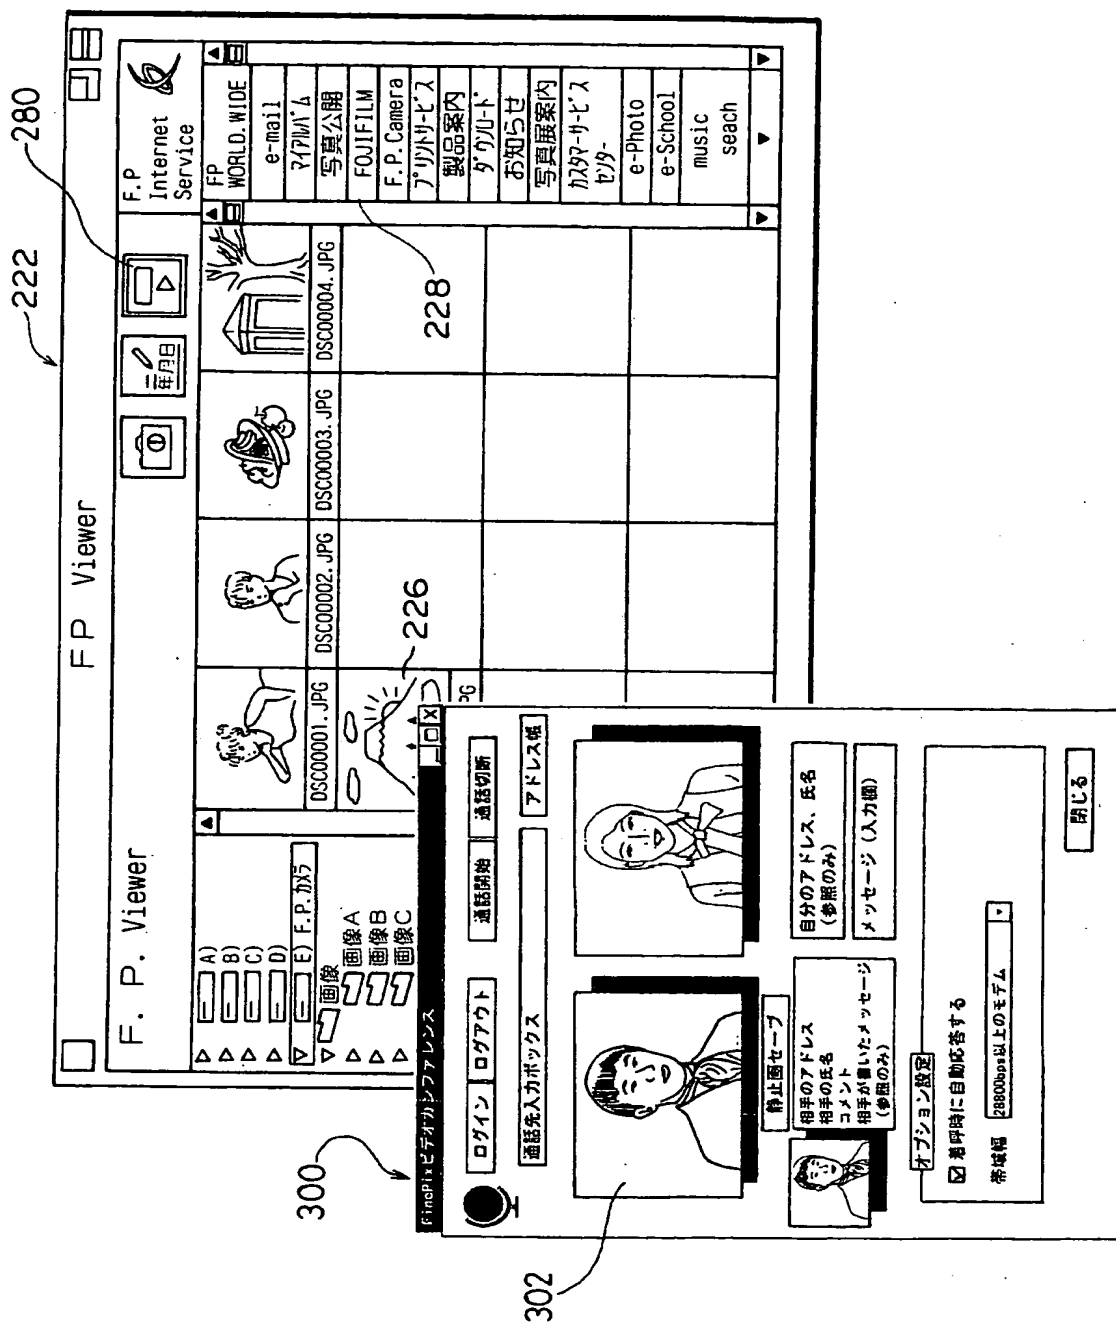 222
280
FP Viewer
F. P. Viewer
年月日
F.P
Internet
Service
A)
B)
C)
D)
E) F.P.カメラ
画像
画像A
画像B
画像C
DSC00001.JPG
DSC00002.JPG
DSC00003.JPG
DSC00004.JPG
PG
226
228
FP
WORLD.WIDE
e-mail
マイアルバム
写真公開
FOJIFILM
F.P.Camera
プリントサービス
製品案内
ダウンロード
お知らせ
写真展案内
カスタマーサービス
センター
e-Photo
e-School
music
seach
300
FinePixビデオカンファレンス
ログイン
ログアウト
通話開始
通話切断
通話先入力ボックス
アドレス帳
302
静止画セーブ
相手のアドレス
相手の氏名
コメント
相手が書いたメッセージ
(参照のみ)
自分のアドレス、氏名
(参照のみ)
メッセージ (入力欄)
オプション設定
着呼時に自動応答する
帯域幅
28800bps以上のモデム
閉じる